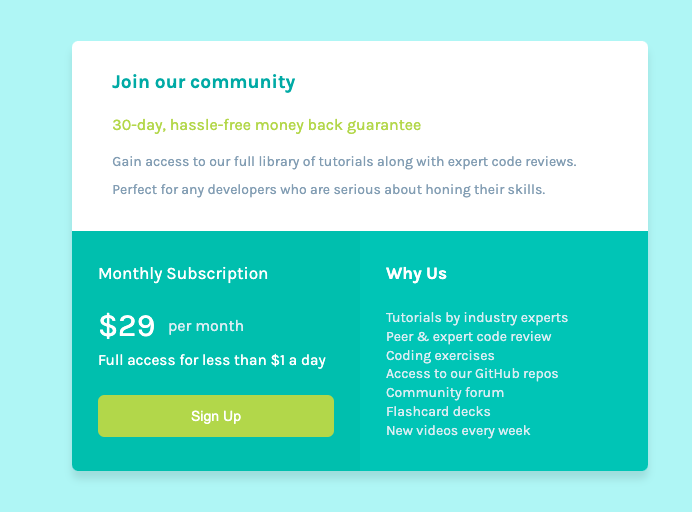 Join our community
30-day, hassle-free money back guarantee
Gain access to our full library of tutorials along with expert code reviews.
Perfect for any developers who are serious about honing their skills.
Monthly Subscription
$29 per month
Full access for less than $1 a day
Sign Up
Why Us
Tutorials by industry experts
Peer & expert code review
Coding exercises
Access to our GitHub repos
Community forum
Flashcard decks
New videos every week